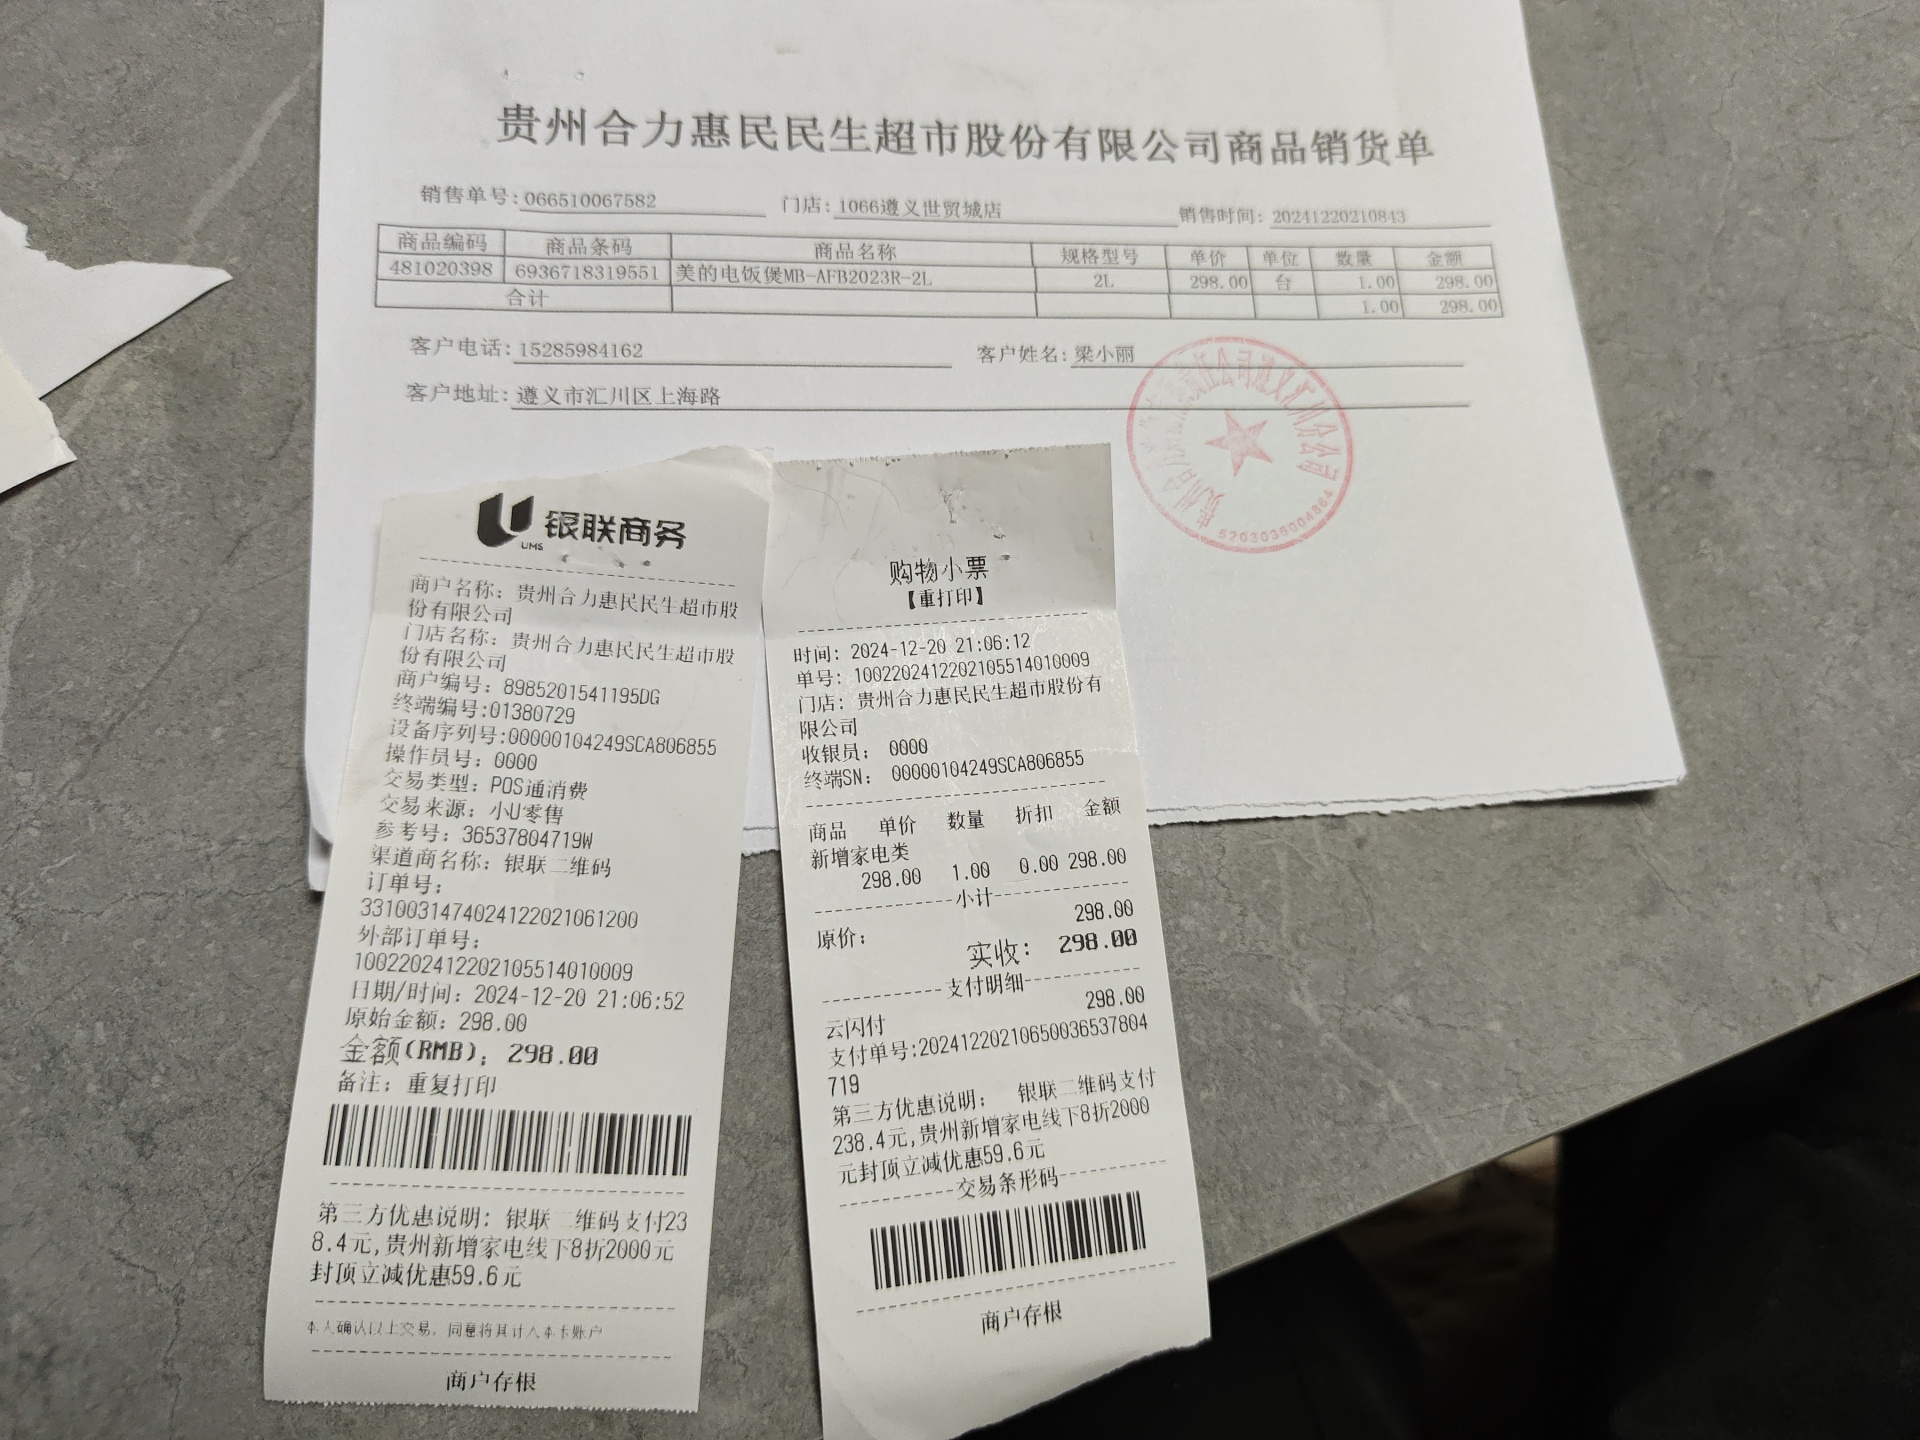 贵州合力惠民民生超市股份有限公司商品销货单
销售单号: 066510067582 门店: 1066遵义世贸城店 销售时间: 20241220210843
商品编码 商品条码 商品名称 规格型号 单价 单位 数量 金额
481020398 6936718319551 美的电饭煲MB-AFB2023R-2L 2L 298.00 台 1.00 298.00
合计 1.00 298.00
客户电话: 15285984162 客户姓名: 梁小丽
客户地址: 遵义市汇川区上海路
5203038004864
银联商务
UMS
商户名称: 贵州合力惠民民生超市股
份有限公司
门店名称: 贵州合力惠民民生超市股
份有限公司
商户编号: 8985201541195DG
终端编号:01380729
设备序列号:00000104249SCA806855
操作员号: 0000
交易类型: POS通消费
交易来源: 小U零售
参考号: 36537804719W
渠道商名称: 银联二维码
订单号:
33100314740241220210612​00
外部订单号:
1002202412202105514010009
日期/时间: 2024-12-20 21:06:52
原始金额: 298.00
金额(RMB): 298.00
备注: 重复打印
第三方优惠说明: 银联二维码支付23
8.4元,贵州新增家电线下8折2000元
封顶立减优惠59.6元
本人确认以上交易, 同意将其计入本卡账户
商户存根
购物小票
【重打印】
时间: 2024-12-20 21:06:12
单号: 1002202412202105514010009
门店: 贵州合力惠民民生超市股份有
限公司
收银员: 0000
终端SN: 00000104249SCA806855
商品 单价 数量 折扣 金额
新增家电类
298.00 1.00 0.00 298.00
小计
298.00
原价:
实收: 298.00
支付明细
298.00
云闪付
支付单号:20241220210650036537804
719
第三方优惠说明: 银联二维码支付
238.4元,贵州新增家电线下8折2000
元封顶立减优惠59.6元
交易条形码
商户存根